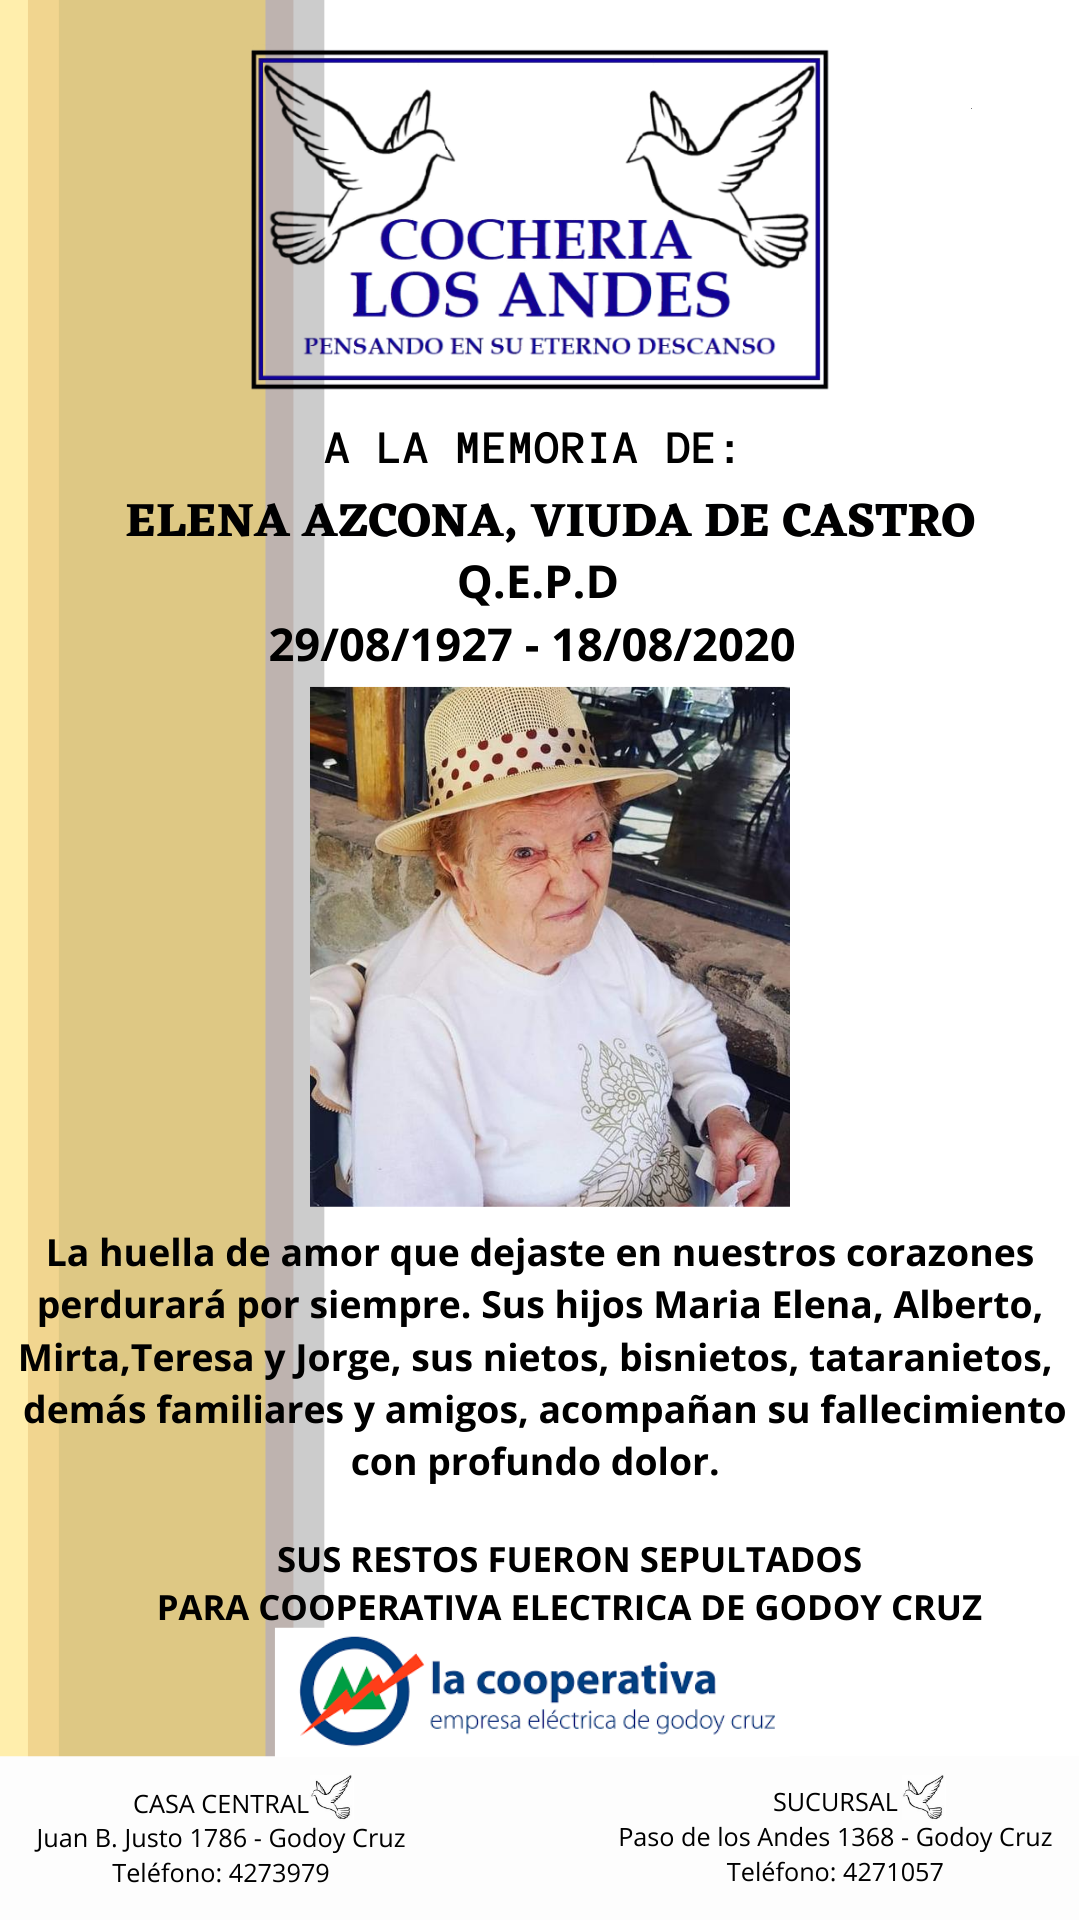 COCHERIA
LOS ANDES
PENSANDO EN SU ETERNO DESCANSO
A LA MEMORIA DE:
ELENA AZCONA, VIUDA DE CASTRO
Q.E.P.D
29/08/1927 - 18/08/2020
La huella de amor que dejaste en nuestros corazones
perdurará por siempre. Sus hijos Maria Elena, Alberto,
Mirta,Teresa y Jorge, sus nietos, bisnietos, tataranietos,
demás familiares y amigos, acompañan su fallecimiento
con profundo dolor.
SUS RESTOS FUERON SEPULTADOS
PARA COOPERATIVA ELECTRICA DE GODOY CRUZ
la cooperativa
empresa eléctrica de godoy cruz
CASA CENTRAL
Juan B. Justo 1786 - Godoy Cruz
Teléfono: 4273979
SUCURSAL
Paso de los Andes 1368 - Godoy Cruz
Teléfono: 4271057